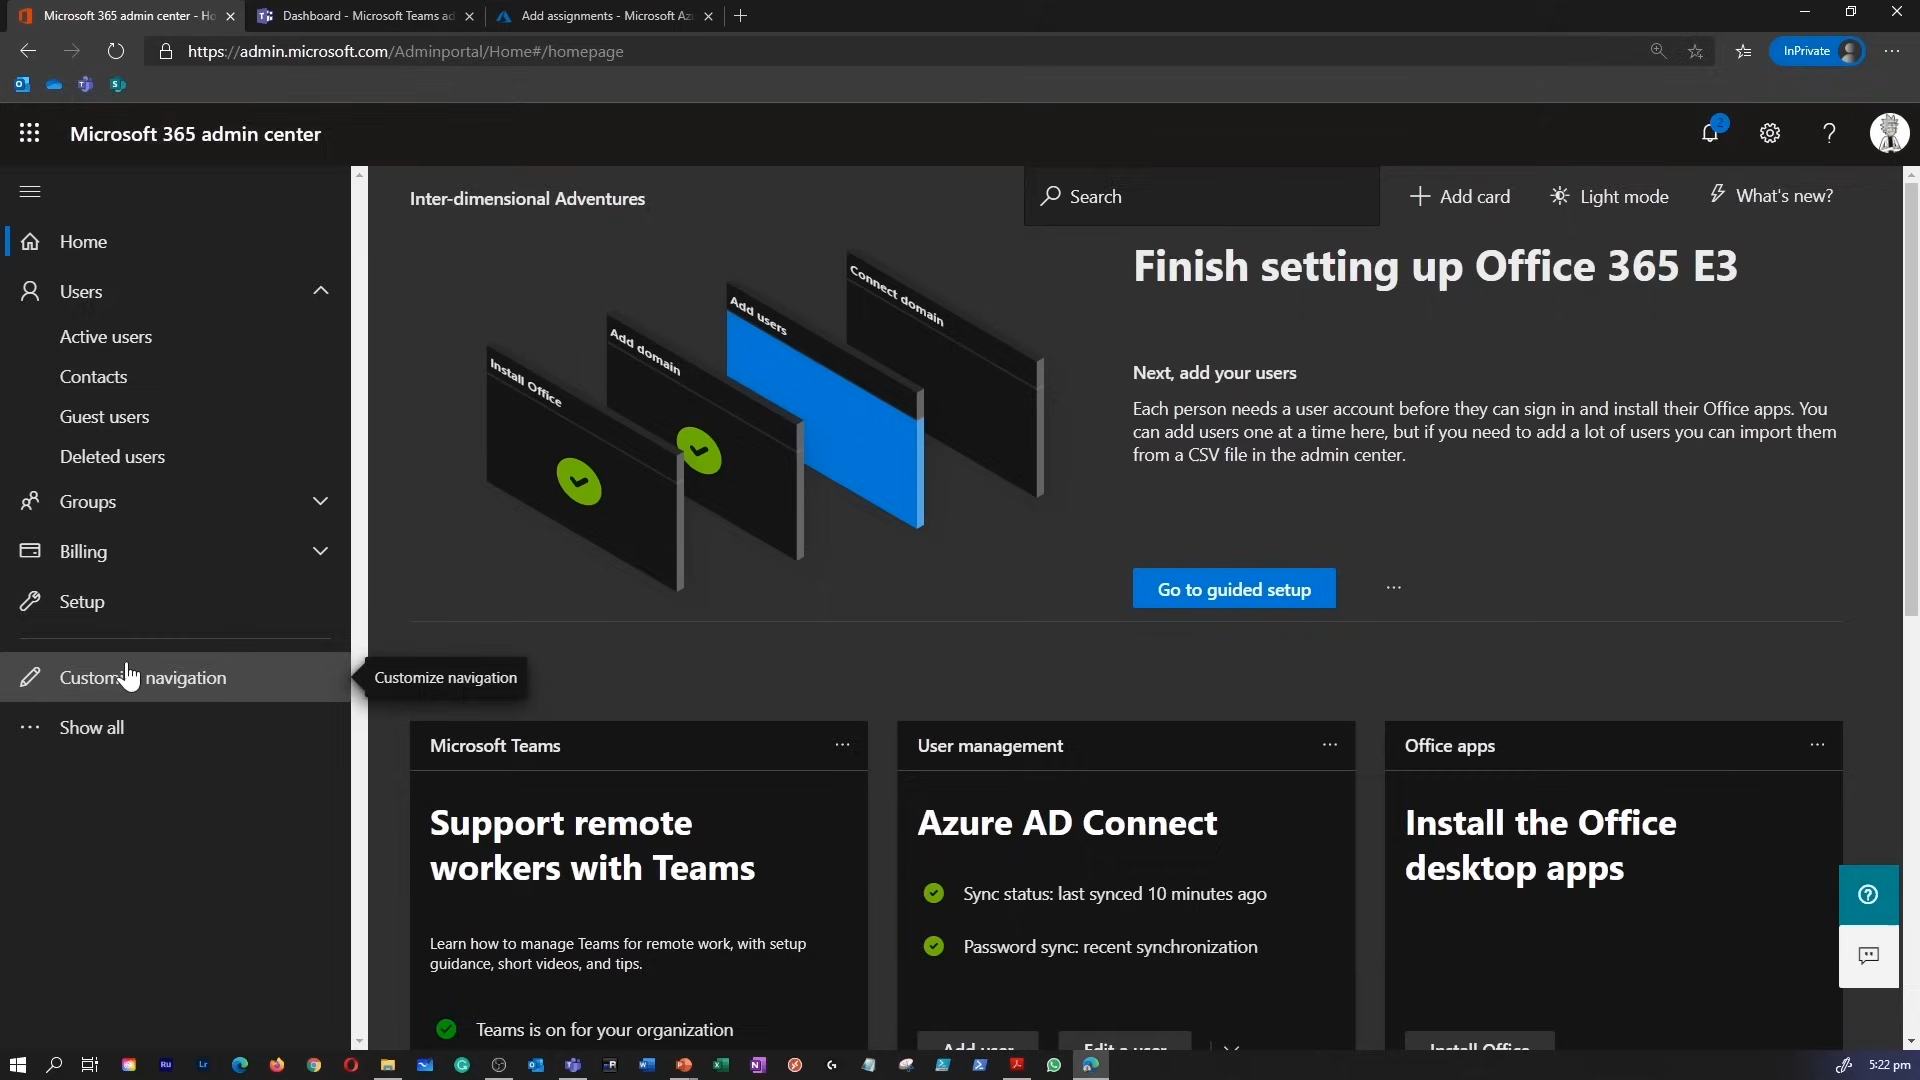 Microsoft 365 admin center - Ho
Dashboard - Microsoft Teams ad
Add assignments - Microsoft Az
https://admin.microsoft.com/Adminportal/Home#/homepage
InPrivate
Microsoft 365 admin center
2
Inter-dimensional Adventures
Search
Add card
Light mode
What's new?
Home
Users
Active users
Contacts
Guest users
Deleted users
Groups
Billing
Setup
navigation
Customize navigation
Show all
Install Office
Add domain
Add users
Connect domain
Finish setting up Office 365 E3
Next, add your users
Each person needs a user account before they can sign in and install their Office apps. You
can add users one at a time here, but if you need to add a lot of users you can import them
from a CSV file in the admin center.
Go to guided setup
Microsoft Teams
Support remote
workers with Teams
Learn how to manage Teams for remote work, with setup
guidance, short videos, and tips.
Teams is on for your organization
User management
Azure AD Connect
Sync status: last synced 10 minutes ago
Password sync: recent synchronization
Add user
Edit a user
Office apps
Install the Office
desktop apps
Install Office
Ru
Lr
5:22 pm